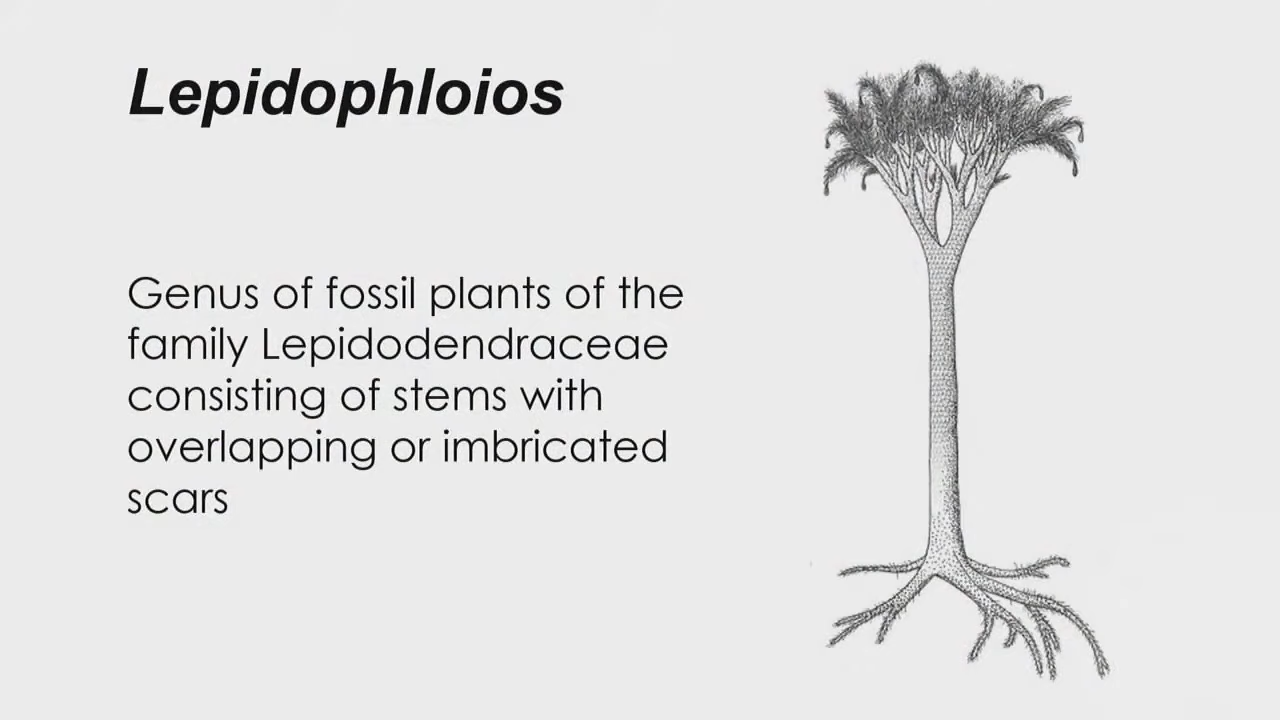 Lepidophloios
Genus of fossil plants of the
family Lepidodendraceae
consisting of stems with
overlapping or imbricated
scars